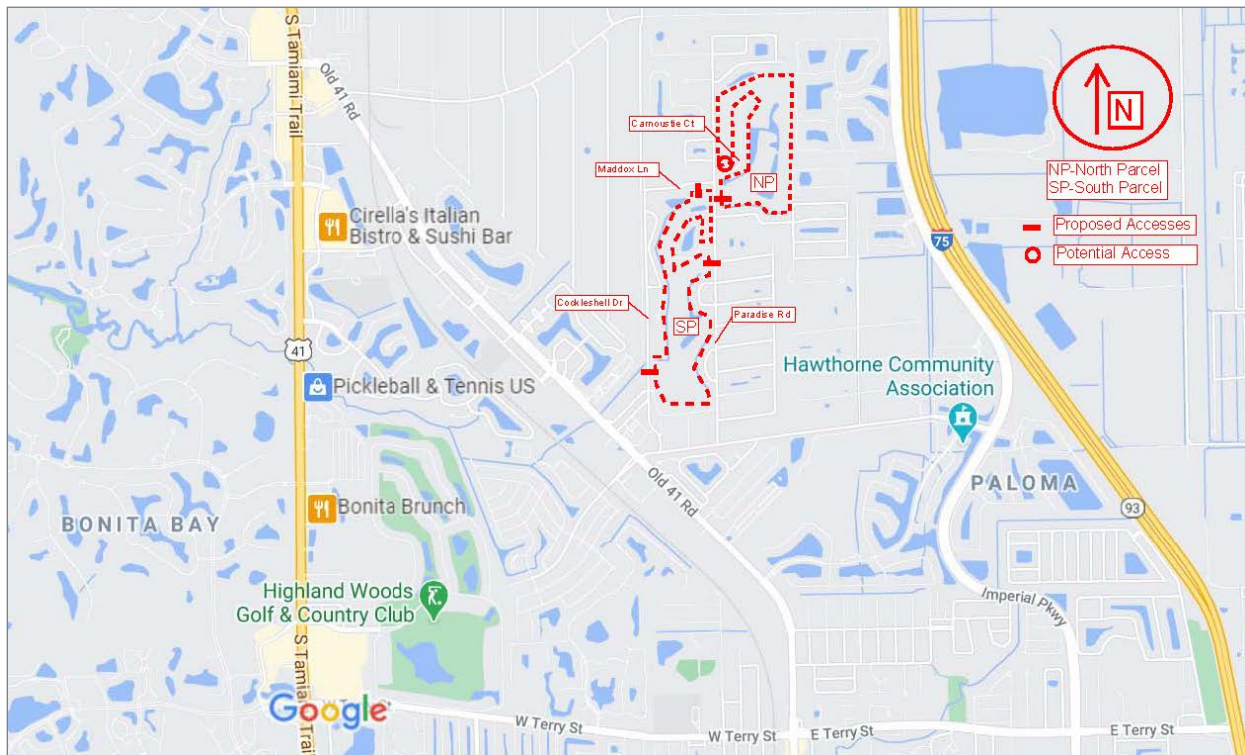 S Tamiami Trail
Old 41 Rd
Carnoustie Ct
Maddox Ln
NP
N
NP-North Parcel
SP-South Parcel
Proposed Accesses
Potential Access
75
Cirella's Italian
Bistro & Sushi Bar
Cockleshell Dr
SP
Paradise Rd
41
Pickleball & Tennis US
Hawthorne Community
Association
Old 41 Rd
PALOMA
93
Bonita Brunch
BONITA BAY
Highland Woods
Golf & Country Club
Imperial Pkwy
S Tamiami Trail
Google
W Terry St
W Terry St
W Terry St
E Terry St
E Terry St